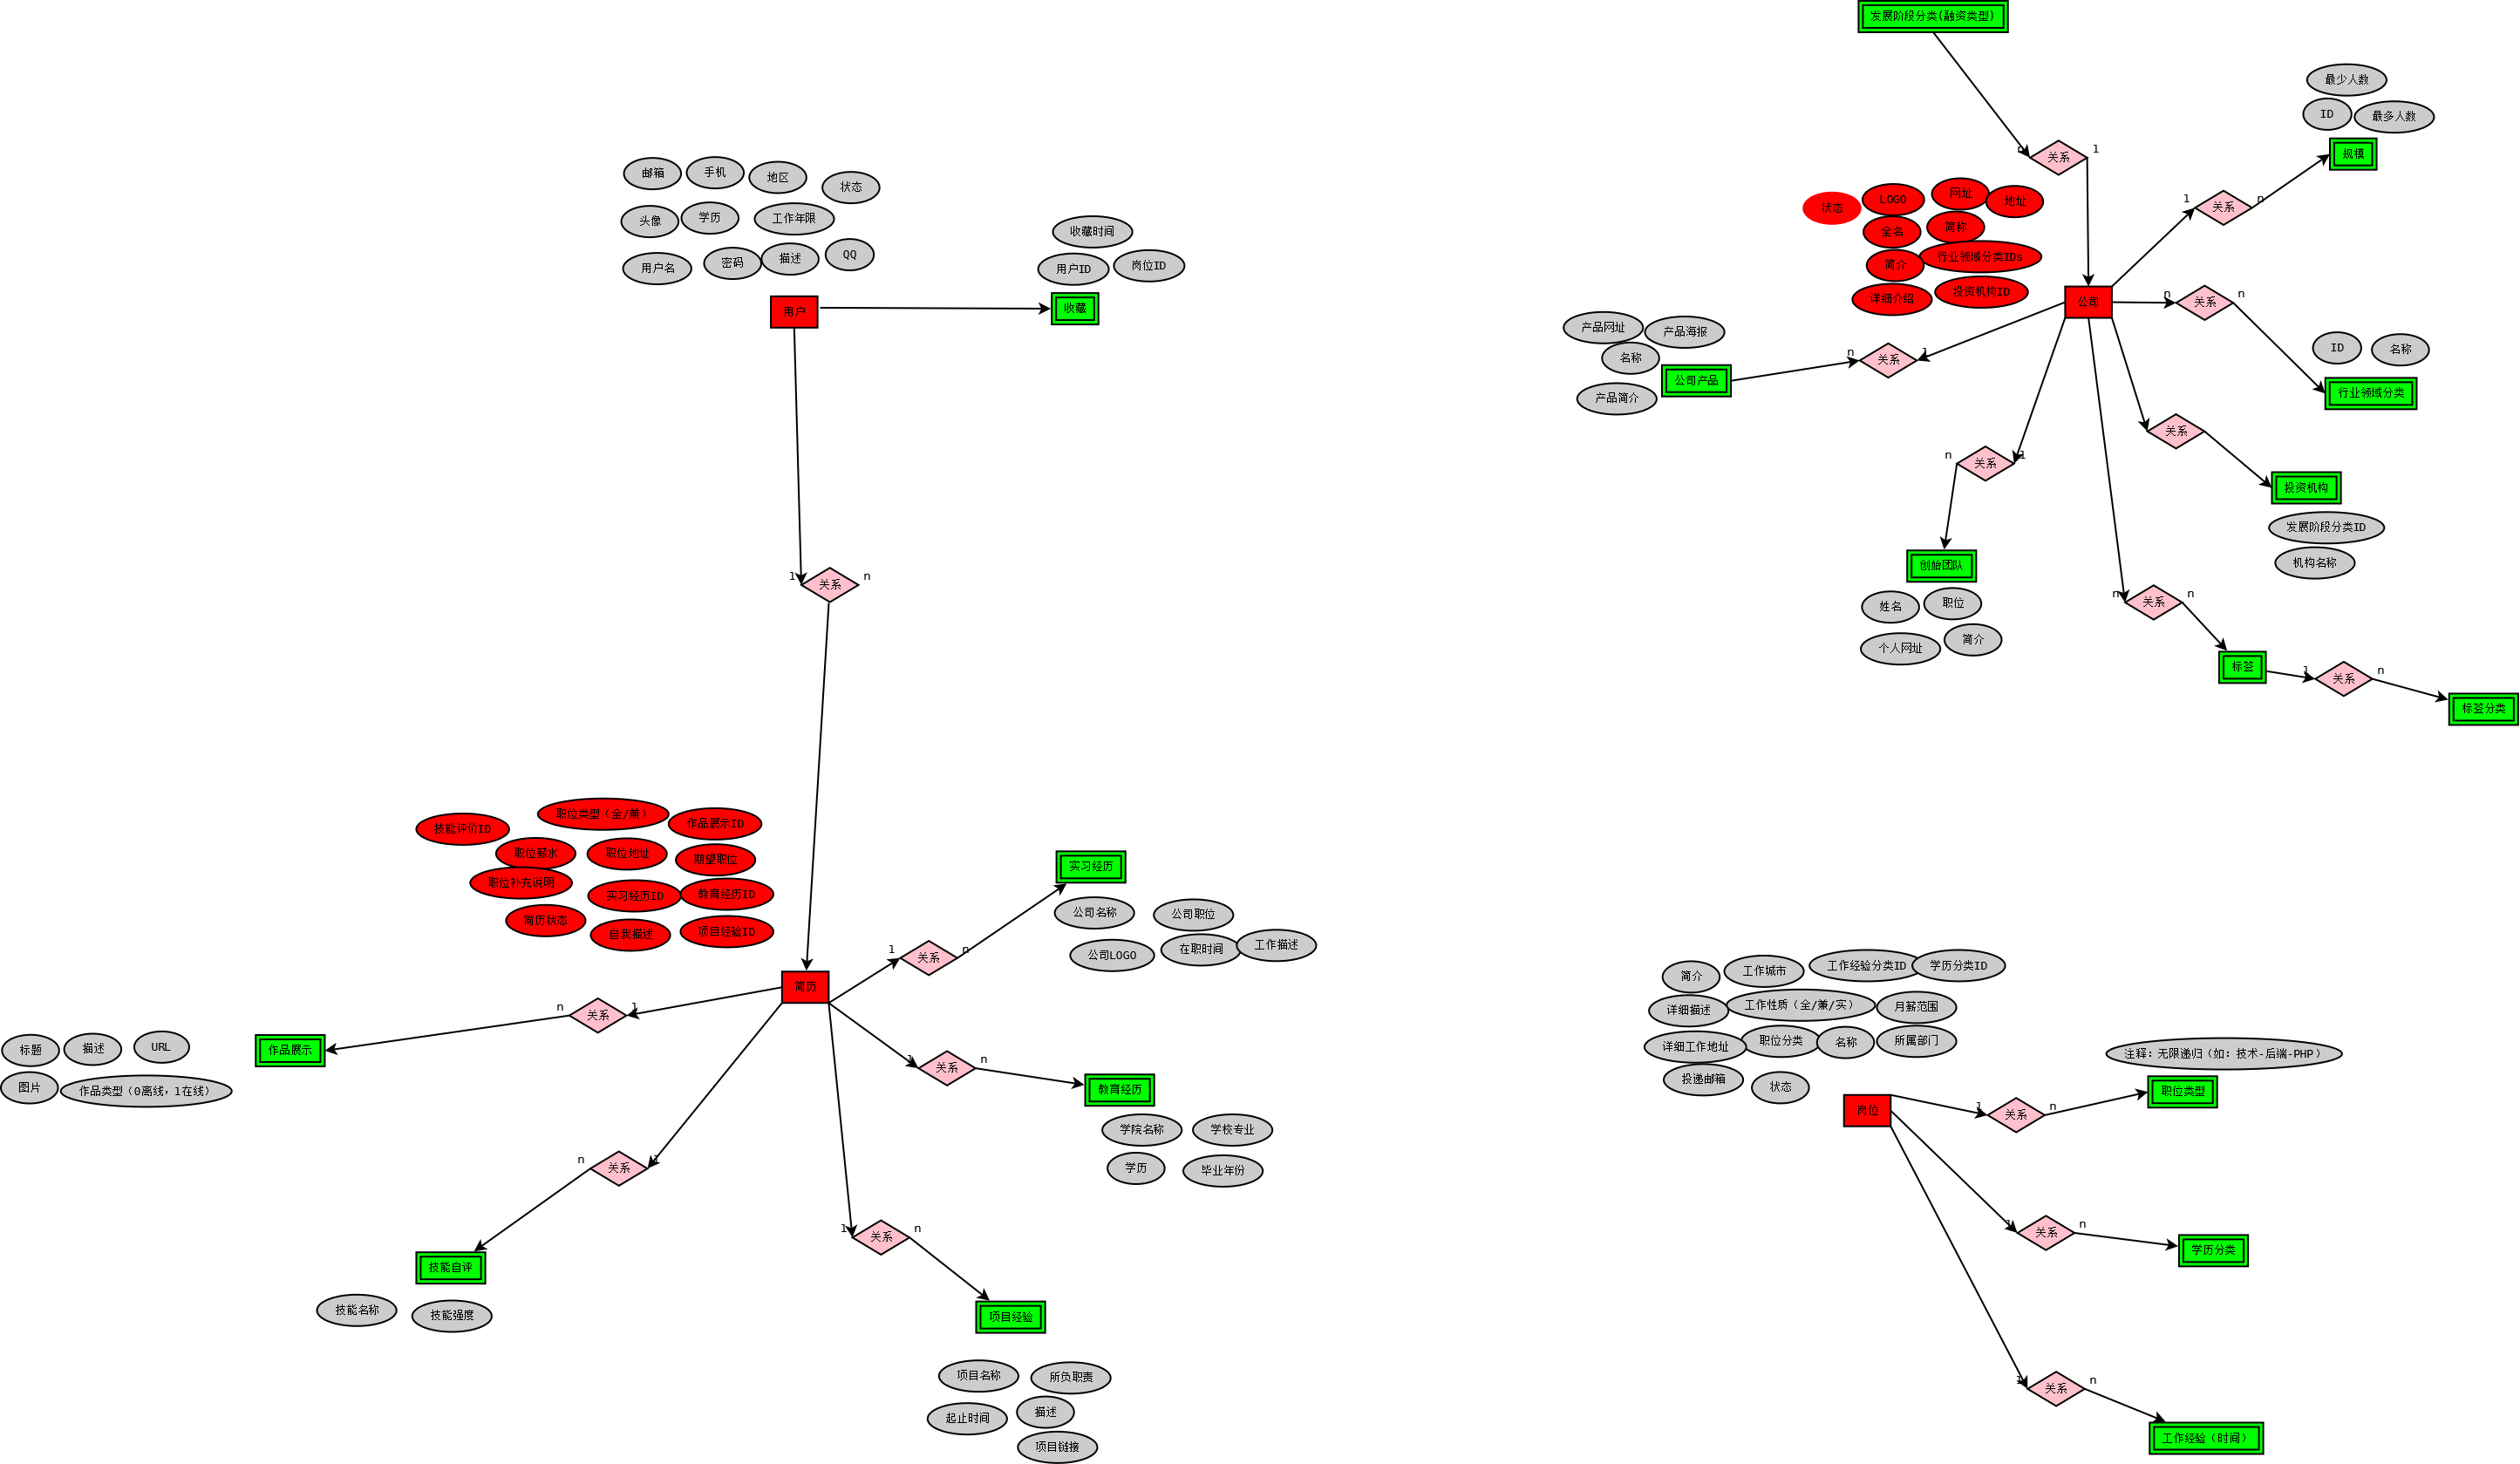 发展阶段分类(融资类型)
最少人数
ID
最多人数
规模
n
关系
1
1
关系
n
状态
LOGO
网址
地址
全名
简称
简介
行业领域分类IDs
详细介绍
投资机构ID
公司
n
关系
n
产品网址
产品海报
名称
公司产品
产品简介
n
关系
1
ID
名称
行业领域分类
关系
投资机构
发展阶段分类ID
机构名称
n
关系
1
创始团队
姓名
职位
个人网址
简介
n
关系
n
标签
1
关系
n
标签分类
邮箱
手机
地区
状态
头像
学历
工作年限
用户名
密码
描述
QQ
用户
收藏时间
用户ID
岗位ID
收藏
1
关系
n
技能评价ID
职位类型（全/兼）
作品展示ID
职位薪水
职位地址
期望职位
职位补充说明
实习经历ID
教育经历ID
简历状态
自我描述
项目经验ID
简历
实习经历
公司名称
公司职位
公司LOGO
在职时间
工作描述
1
关系
n
n
关系
1
作品展示
标题
描述
URL
图片
作品类型（0离线，1在线）
1
关系
n
教育经历
学院名称
学校专业
学历
毕业年份
n
关系
1
技能自评
技能名称
技能强度
1
关系
n
项目经验
项目名称
所负职责
起止时间
描述
项目链接
简介
工作城市
工作经验分类ID
学历分类ID
详细描述
工作性质（全/兼/实）
月薪范围
详细工作地址
职位分类
名称
所属部门
投递邮箱
状态
岗位
注释：无限递归（如：技术-后端-PHP）
职位类型
1
关系
n
1
关系
n
学历分类
1
关系
n
工作经验（时间）